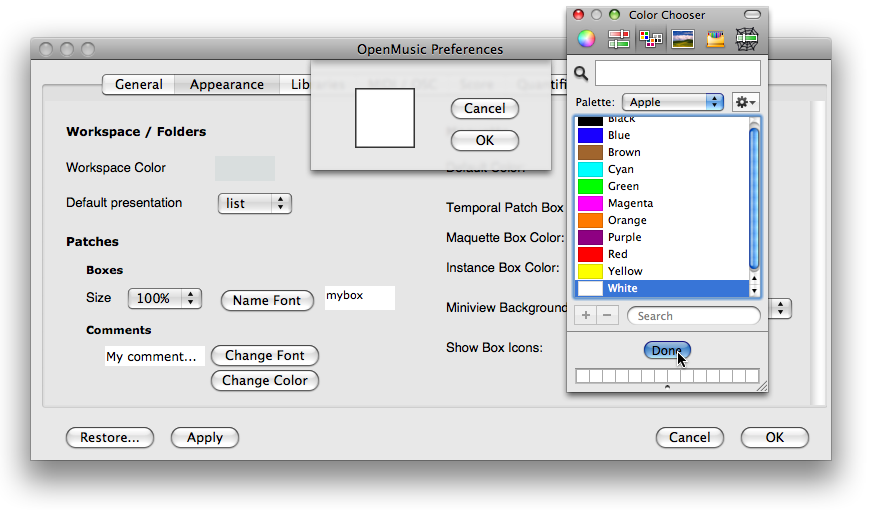 OpenMusic Preferences
General
Appearance
Workspace / Folders
Workspace Color
Default presentation
list
Patches
Boxes
Size
100%
Name Font
mybox
Comments
My comment...
Change Font
Change Color
Cancel
OK
Default Color:
Temporal Patch Box
Maquette Box Color:
Instance Box Color:
Miniview Background
Show Box Icons:
Restore...
Apply
Cancel
OK
Color Chooser
Palette:
Apple
Black
Blue
Brown
Cyan
Green
Magenta
Orange
Purple
Red
Yellow
White
Search
Done